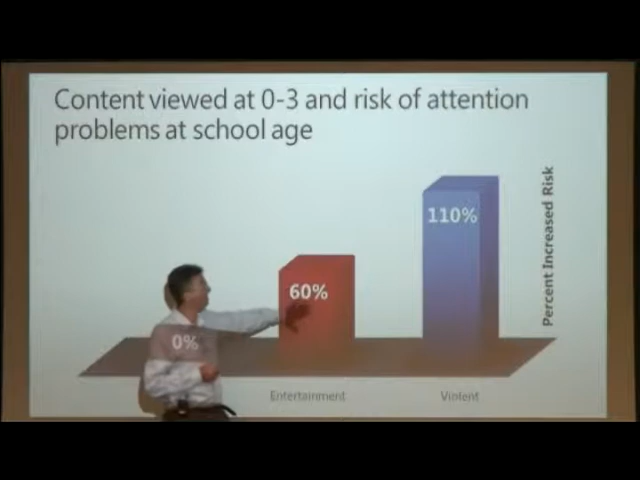 Content viewed at 0-3 and risk of attention
problems at school age
110%
60%
0%
Percent Increased Risk
Entertainment
Violent